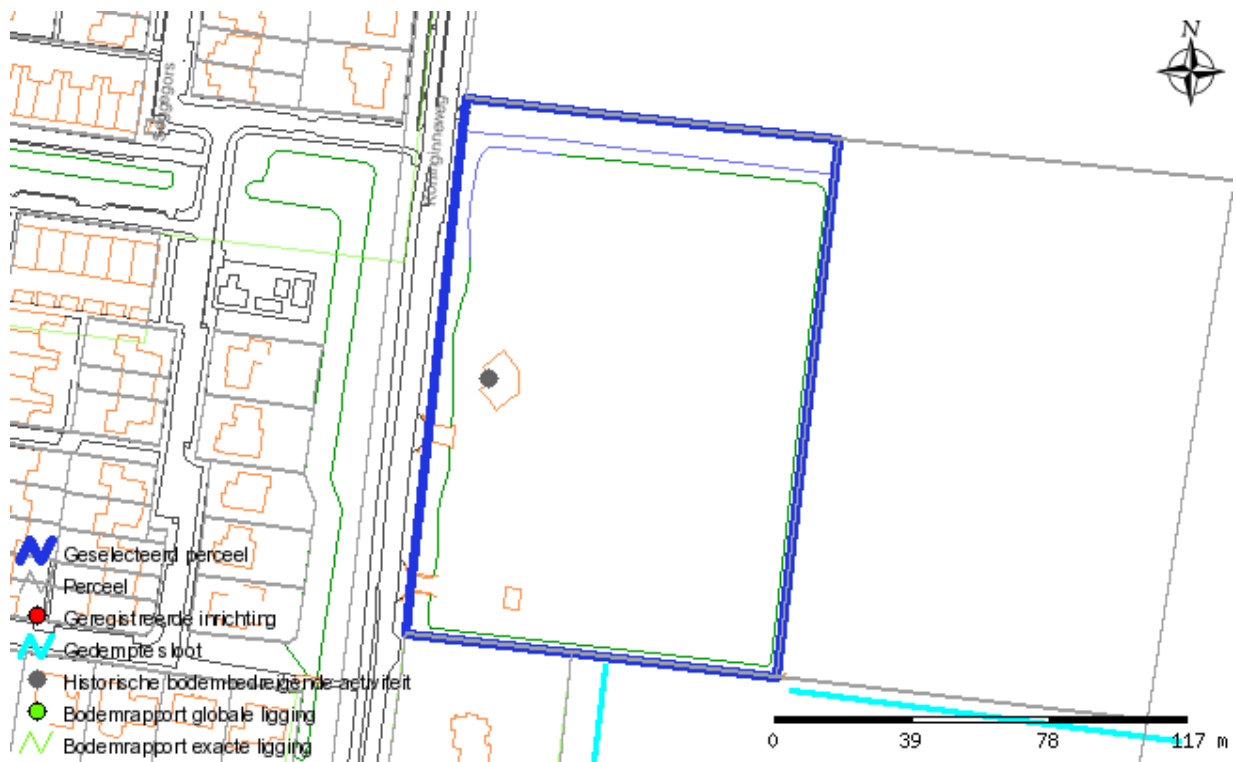 N
Koninginneweg
Geselecteerd perceel
Perceel
Geregistreerde inrichting
Gedempte sloot
Historische bodembedreigende activiteit
Bodemrapport globale ligging
Bodemrapport exacte ligging
0 39 78 117 m